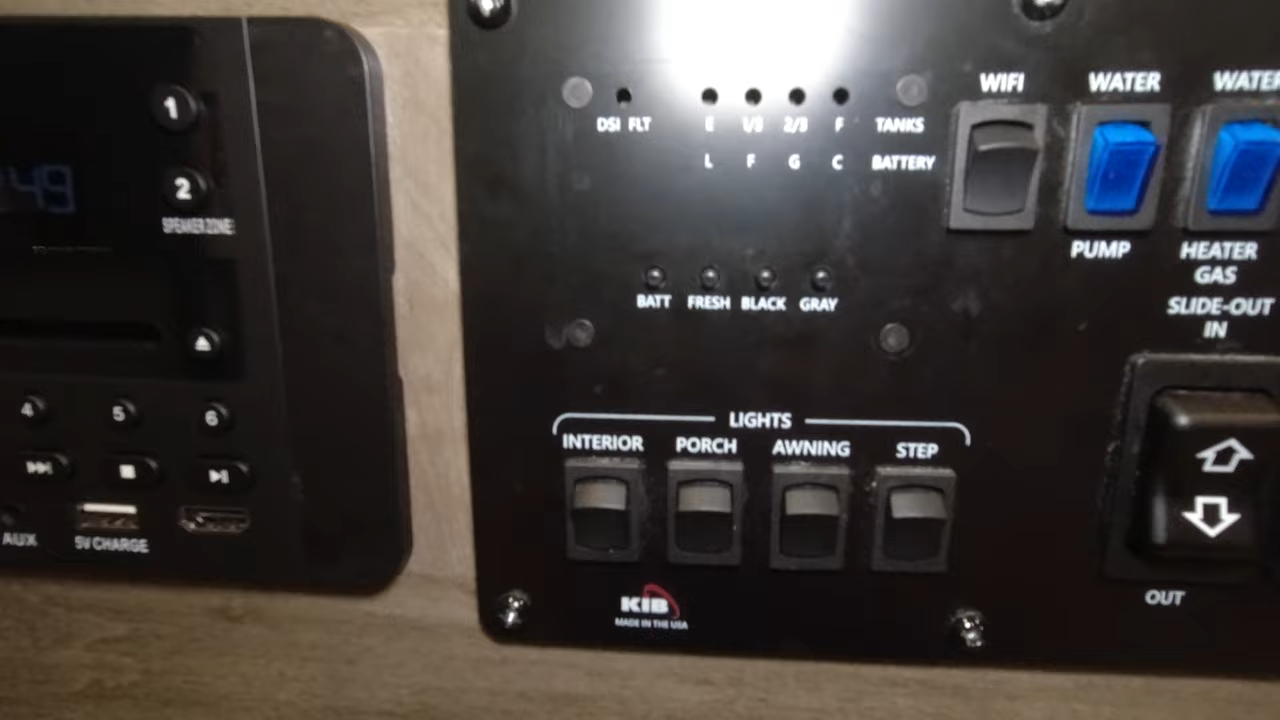 1
2
SPEAKER ZONE
49
4 5 6
AUX
5V CHARGE
DSI FLT
E 1/3 2/3 F TANKS
L F G C BATTERY
BATT FRESH BLACK GRAY
LIGHTS
INTERIOR PORCH AWNING STEP
KIB
MADE IN THE USA
WIFI
WATER
PUMP
WATER
HEATER
GAS
SLIDE-OUT
IN
OUT